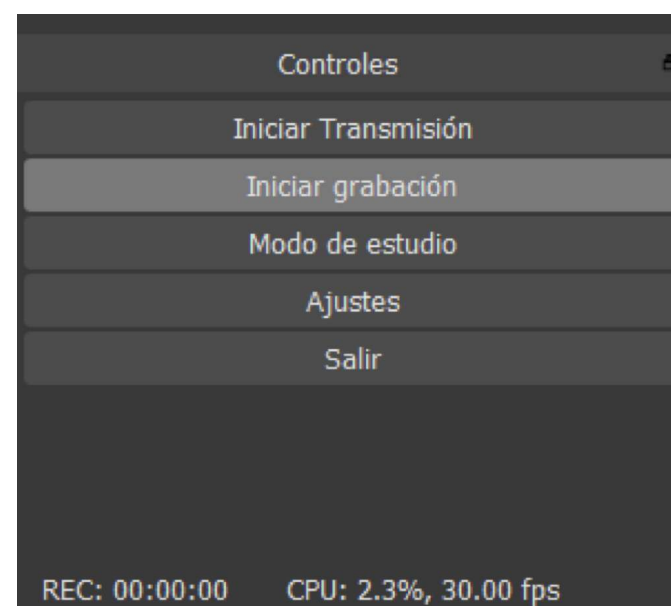 Controles
Iniciar Transmisión
Iniciar grabación
Modo de estudio
Ajustes
Salir
REC: 00:00:00 CPU: 2.3%, 30.00 fps